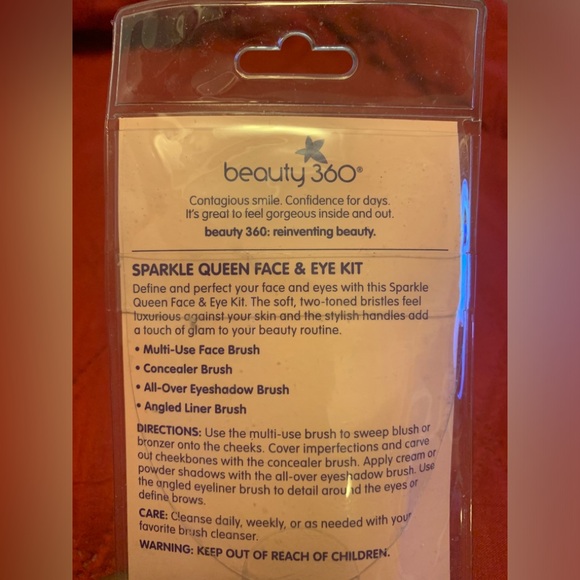 beauty 360®
Contagious smile. Confidence for days.
It's great to feel gorgeous inside and out.
beauty 360: reinventing beauty.
SPARKLE QUEEN FACE & EYE KIT
Define and perfect your face and eyes with this Sparkle
Queen Face & Eye Kit. The soft, two-toned bristles feel
luxurious against your skin and the stylish handles add
a touch of glam to your beauty routine.
• Multi-Use Face Brush
• Concealer Brush
• All-Over Eyeshadow Brush
• Angled Liner Brush
DIRECTIONS: Use the multi-use brush to sweep blush or
bronzer onto the cheeks. Cover imperfections and carve
out cheekbones with the concealer brush. Apply cream or
powder shadows with the all-over eyeshadow brush. Use
the angled eyeliner brush to detail around the eyes or
define brows.
CARE: Cleanse daily, weekly, or as needed with your
favorite brush cleanser.
WARNING: KEEP OUT OF REACH OF CHILDREN.